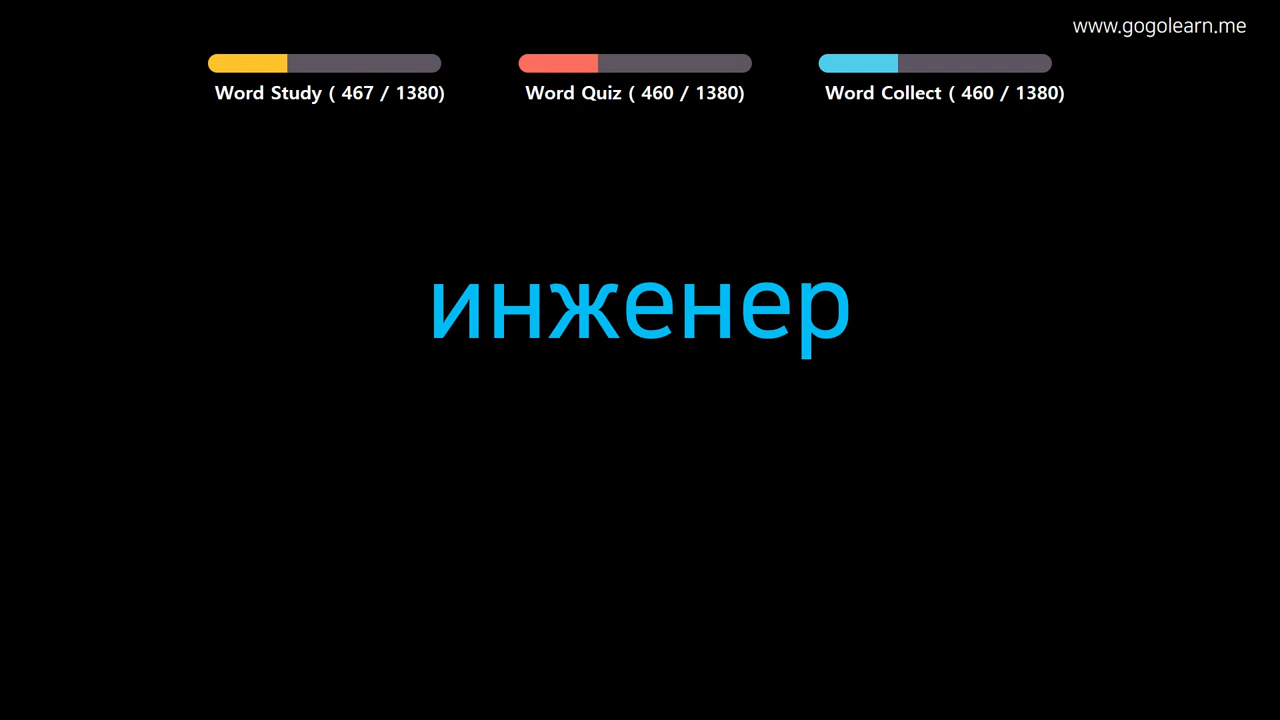 www.gogolearn.me
Word Study ( 467 / 1380)
Word Quiz ( 460 / 1380)
Word Collect ( 460 / 1380)
инженер